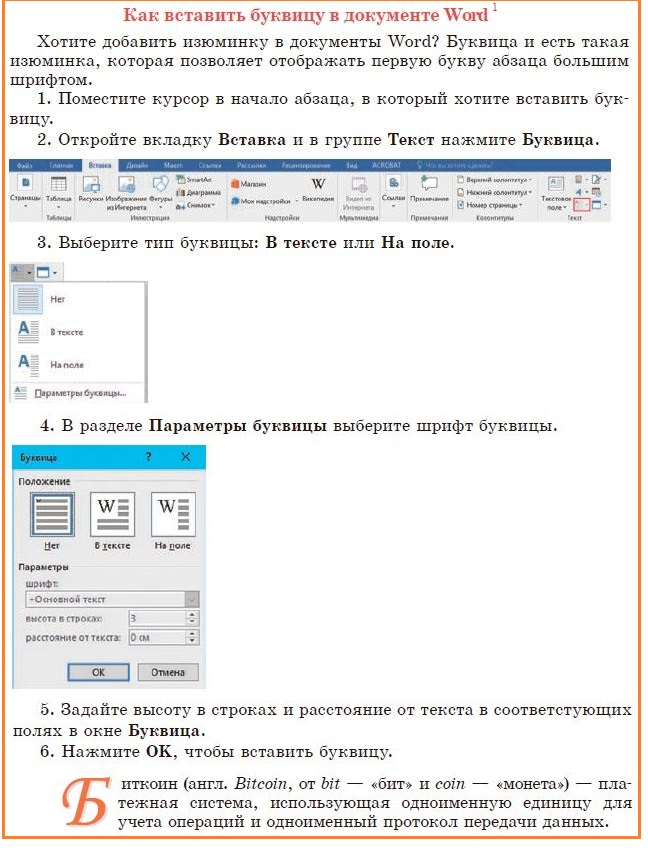 Как вставить буквицу в документе Word 1
Хотите добавить изюминку в документы Word? Буквица и есть такая
изюминка, которая позволяет отображать первую букву абзаца большим
шрифтом.
1. Поместите курсор в начало абзаца, в который хотите вставить бук-
вицу.
2. Откройте вкладку Вставка и в группе Текст нажмите Буквица.
Файл Главная Вставка Дизайн Макет Ссылки Рассылки Рецензирование Вид ACROBAT Что вы хотите сделать?
Страницы Таблица Рисунки Изображения из Интернета Фигуры SmartArt Диаграмма Снимок Магазин Мои надстройки Википедия Видео из Интернета Ссылки Примечание Верхний колонтитул Нижний колонтитул Номер страницы Текстовое поле
Таблицы Иллюстрации Надстройки Мультимедиа Примечания Колонтитулы Текст
3. Выберите тип буквицы: В тексте или На поле.
Нет
В тексте
На поле
Параметры буквицы...
4. В разделе Параметры буквицы выберите шрифт буквицы.
Буквица ? ×
Положение
W W
Нет В тексте На поле
Параметры
шрифт:
+Основной текст
высота в строках: 3
расстояние от текста: 0 см
ОК Отмена
5. Задайте высоту в строках и расстояние от текста в соответстующих
полях в окне Буквица.
6. Нажмите OK, чтобы вставить буквицу.
Биткоин (англ. Bitcoin, от bit — «бит» и coin — «монета») — пла-
тежная система, использующая одноименную единицу для
учета операций и одноименный протокол передачи данных.